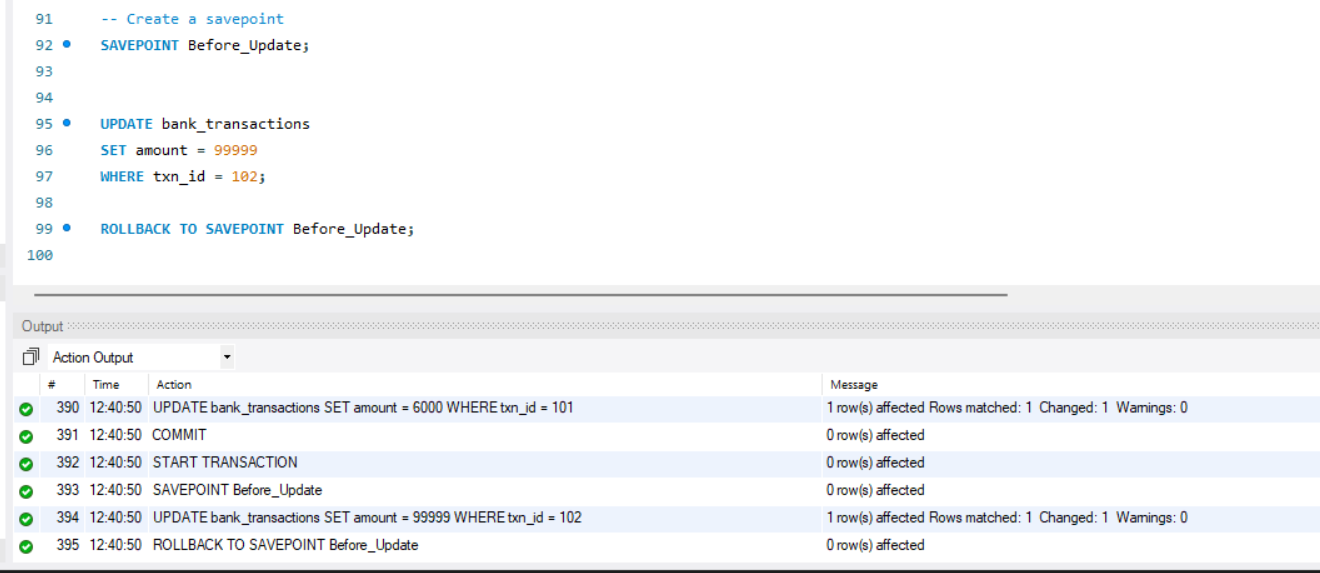 91 -- Create a savepoint
92 SAVEPOINT Before_Update;
93
94
95 UPDATE bank_transactions
96 SET amount = 99999
97 WHERE txn_id = 102;
98
99 ROLLBACK TO SAVEPOINT Before_Update;
100
Output
Action Output
# Time Action Message
390 12:40:50 UPDATE bank_transactions SET amount = 6000 WHERE txn_id = 101 1 row(s) affected Rows matched: 1 Changed: 1 Warnings: 0
391 12:40:50 COMMIT 0 row(s) affected
392 12:40:50 START TRANSACTION 0 row(s) affected
393 12:40:50 SAVEPOINT Before_Update 0 row(s) affected
394 12:40:50 UPDATE bank_transactions SET amount = 99999 WHERE txn_id = 102 1 row(s) affected Rows matched: 1 Changed: 1 Warnings: 0
395 12:40:50 ROLLBACK TO SAVEPOINT Before_Update 0 row(s) affected